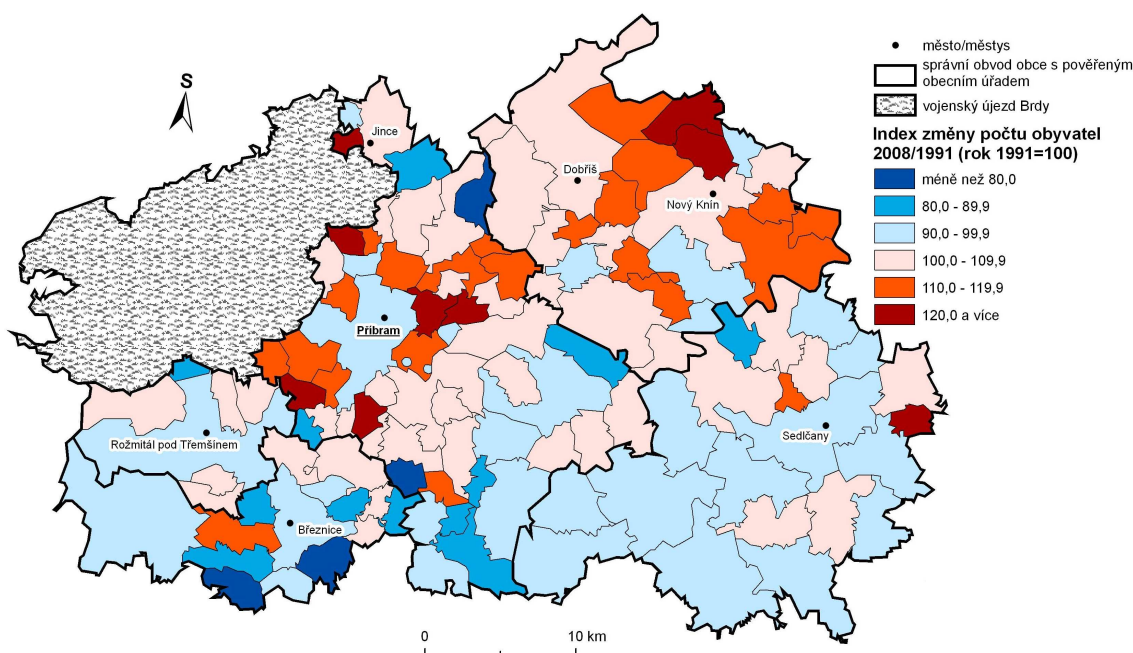 S
město/městys
správní obvod obce s pověřeným
obecním úřadem
vojenský újezd Brdy
Index změny počtu obyvatel
2008/1991 (rok 1991=100)
méně než 80,0
80,0 - 89,9
90,0 - 99,9
100,0 - 109,9
110,0 - 119,9
120,0 a více
Jince
Dobříš
Nový Knín
Příbram
Rožmitál pod Třemšínem
Sedlčany
Březnice
0 10 km